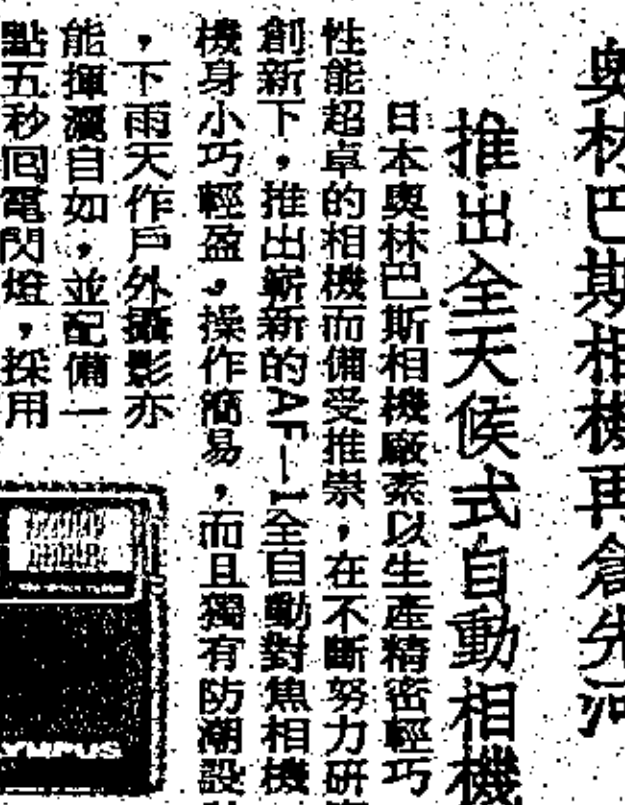 奧林巴斯相機再創先河
推出全天候式自動相機
日本奧林巴斯相機廠素以生產精密輕巧
性能超卓的相機而備受推崇，在不斷努力研
創新下，推出嶄新的AF—1全自動對焦相機
機身小巧輕盈，操作簡易，而且獨有防潮設
，下雨天作戶外攝影亦
能揮灑自如，並配備一
點五秒回電閃燈，採用
YMPUS